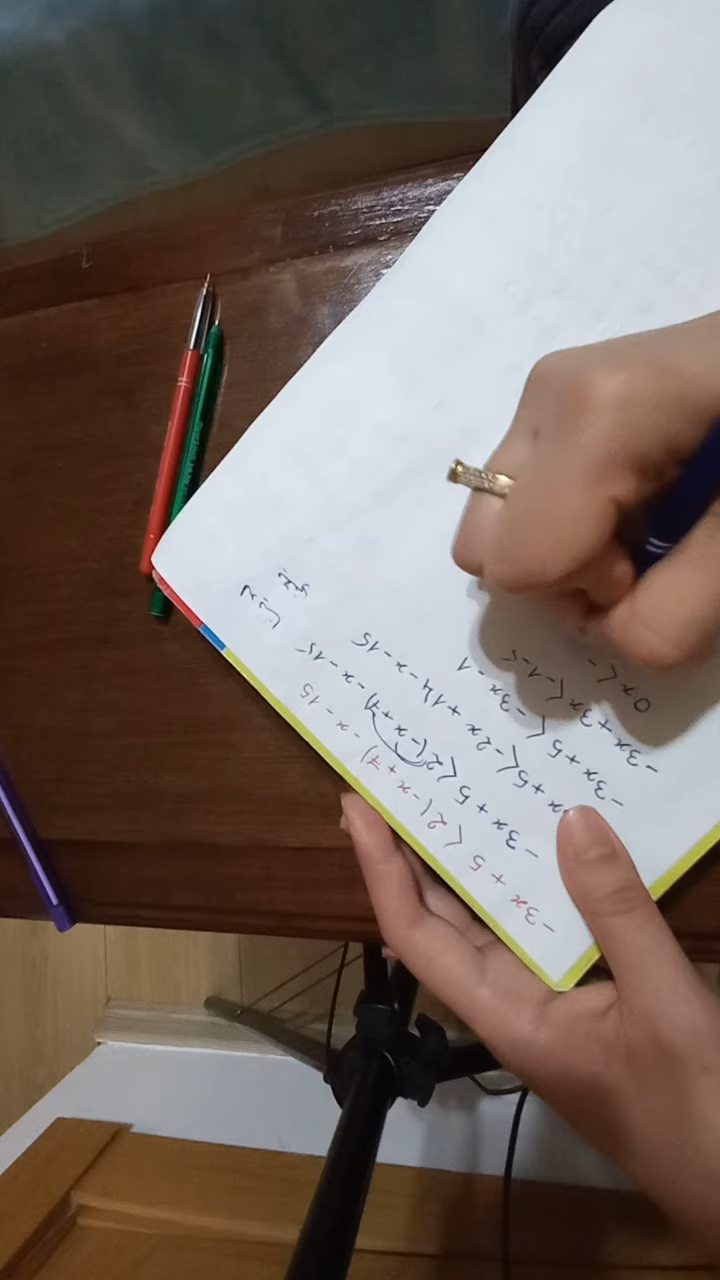 -3x + 5 < 2(-x + 7) - x - 15
-3x + 5 < 2(-x + 7) - x - 15
x + 5 < -2x + 14 - x - 15
-3x + 5 < -3x - 1
-3x + 3x < -1 - 5
0x < -